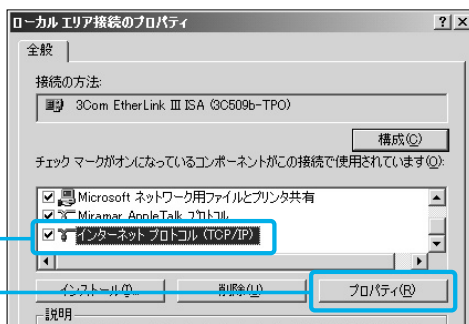 ローカル エリア接続のプロパティ
全般
接続の方法:
3Com EtherLink III ISA (3C509b-TPO)
構成(C)
チェック マークがオンになっているコンポーネントがこの接続で使用されています(O):
Microsoft ネットワーク用ファイルとプリンタ共有
Miramar AppleTalk プロトコル
インターネット プロトコル (TCP/IP)
インストール(I)...
削除(U)
プロパティ(R)
説明